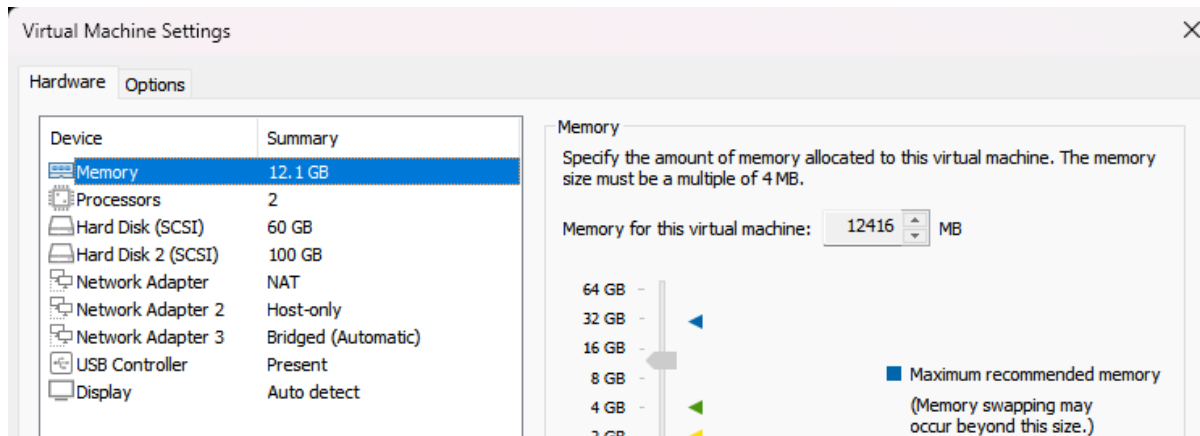 Virtual Machine Settings
Hardware Options
Device Summary
Memory 12.1 GB
Processors 2
Hard Disk (SCSI) 60 GB
Hard Disk 2 (SCSI) 100 GB
Network Adapter NAT
Network Adapter 2 Host-only
Network Adapter 3 Bridged (Automatic)
USB Controller Present
Display Auto detect
Memory
Specify the amount of memory allocated to this virtual machine. The memory
size must be a multiple of 4 MB.
Memory for this virtual machine: 12416 MB
64 GB
32 GB
16 GB
8 GB
4 GB
Maximum recommended memory
(Memory swapping may
occur beyond this size.)